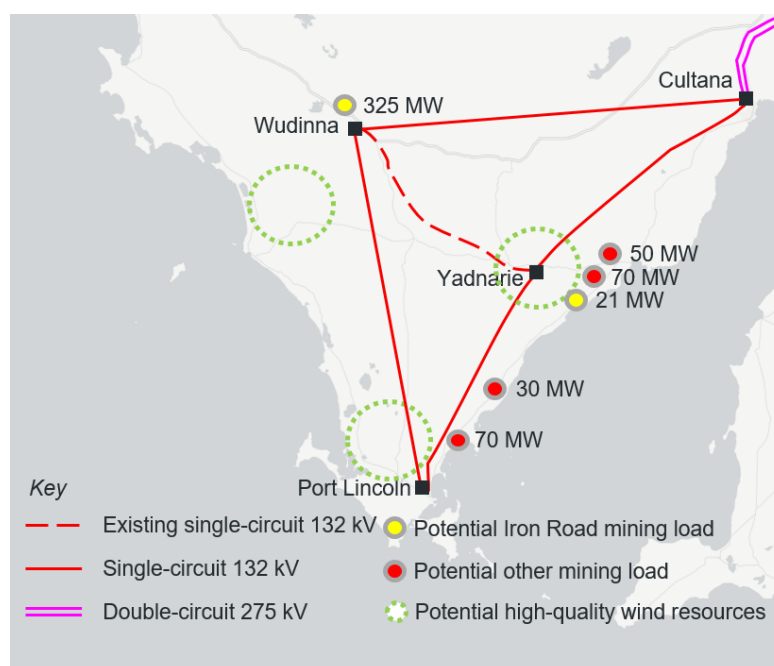 Cultana
325 MW
Wudinna
50 MW
Yadnarie
70 MW
21 MW
30 MW
70 MW
Port Lincoln
Key
Existing single-circuit 132 kV
Single-circuit 132 kV
Double-circuit 275 kV
Potential Iron Road mining load
Potential other mining load
Potential high-quality wind resources